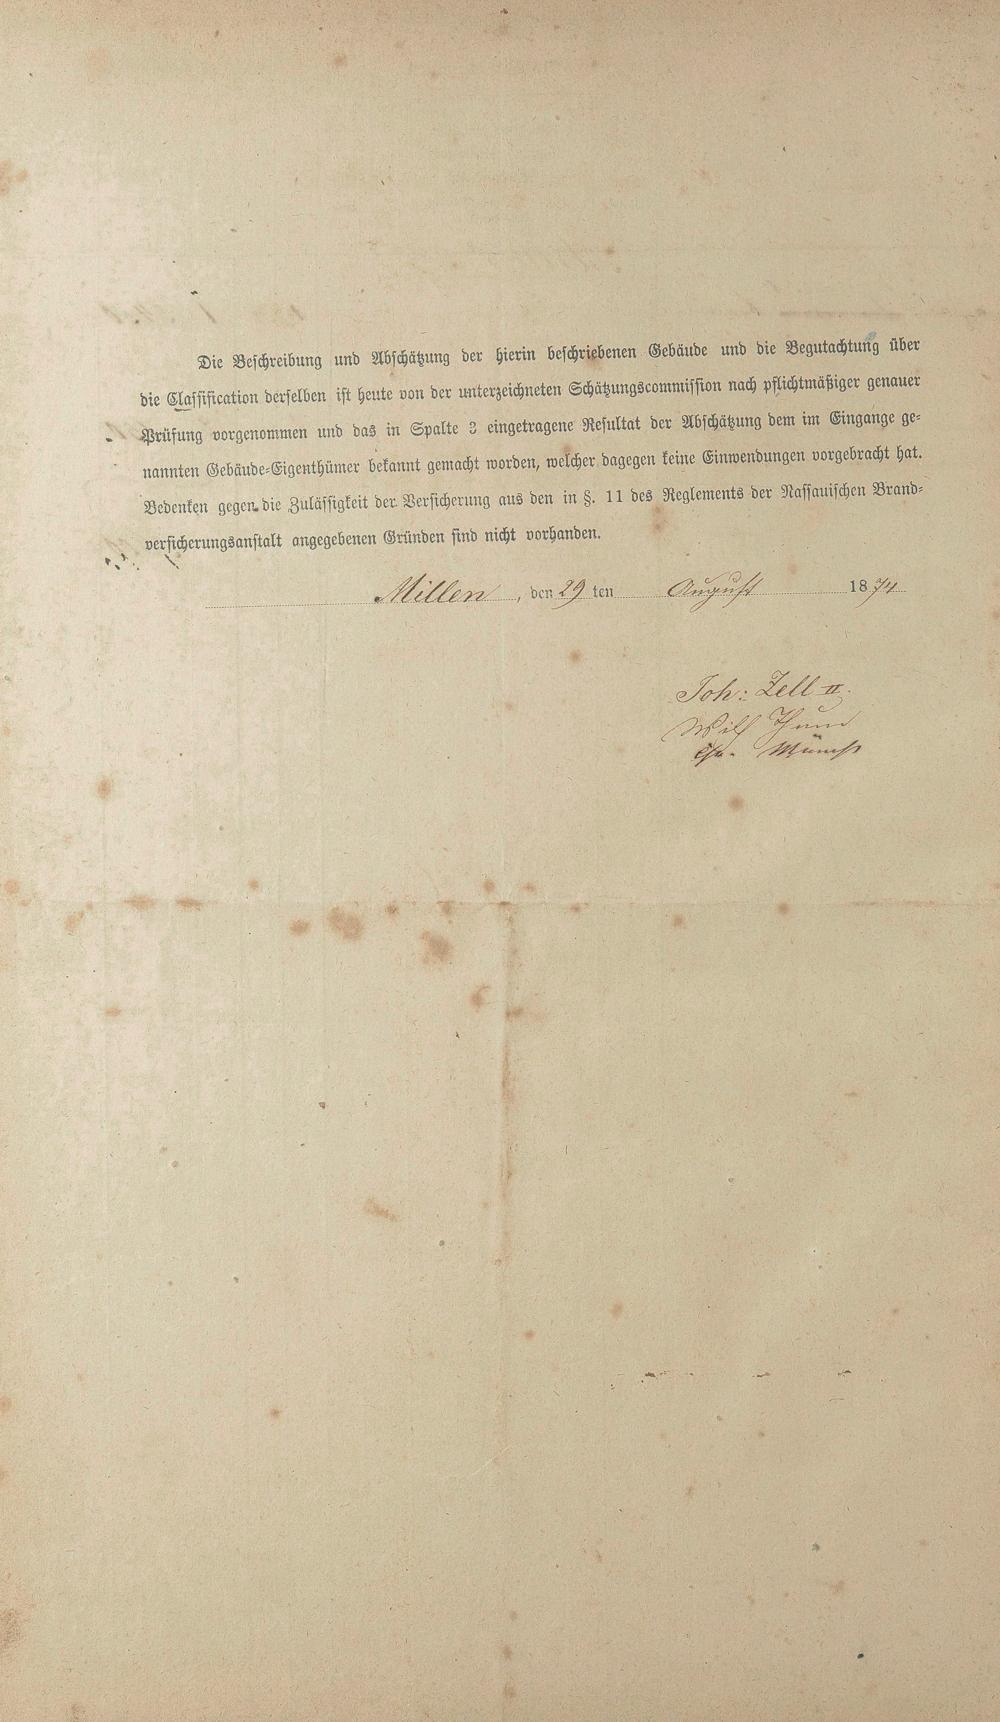 Die Beschreibung und Abschätzung der hierin beschriebenen Gebäude und die Begutachtung über
die Classification derselben ist heute von der unterzeichneten Schätzungscommission nach pflichtmäßiger genauer
Prüfung vorgenommen und das in Spalte 3 eingetragene Resultat der Abschätzung dem im Eingange ge-
nannten Gebäude-Eigenthümer bekannt gemacht worden, welcher dagegen keine Einwendungen vorgebracht hat.
Bedenken gegen die Zulässigkeit der Versicherung aus den in §. 11 des Reglements der Nassauischen Brand-
versicherungsanstalt angegebenen Gründen sind nicht vorhanden.
Millen, den 29 ten August 1874
Joh: Zell II.
Thum
Münch